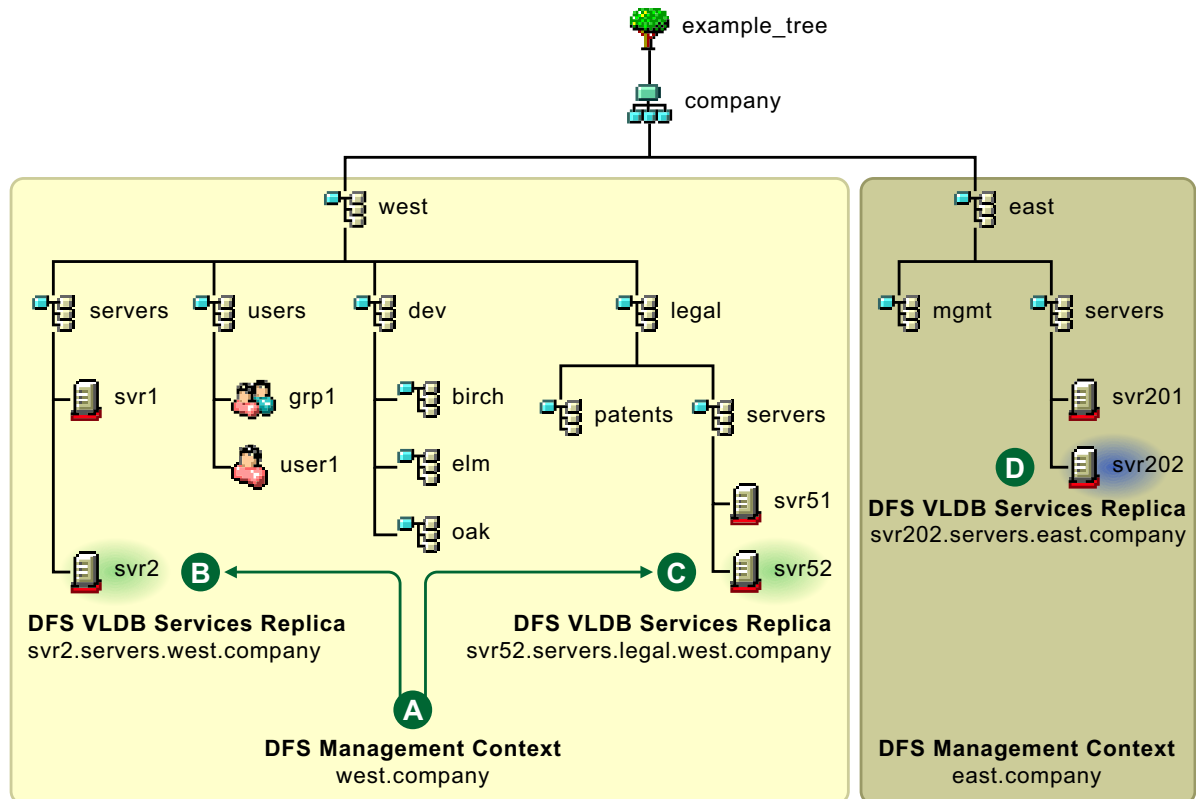 example_tree
company
west
east
servers
users
dev
legal
mgmt
servers
svr1
grp1
birch
patents
servers
svr201
user1
elm
D
svr202
oak
svr51
DFS VLDB Services Replica
svr202.servers.east.company
svr2
B
C
svr52
DFS VLDB Services Replica
svr2.servers.west.company
DFS VLDB Services Replica
svr52.servers.legal.west.company
A
DFS Management Context
west.company
DFS Management Context
east.company